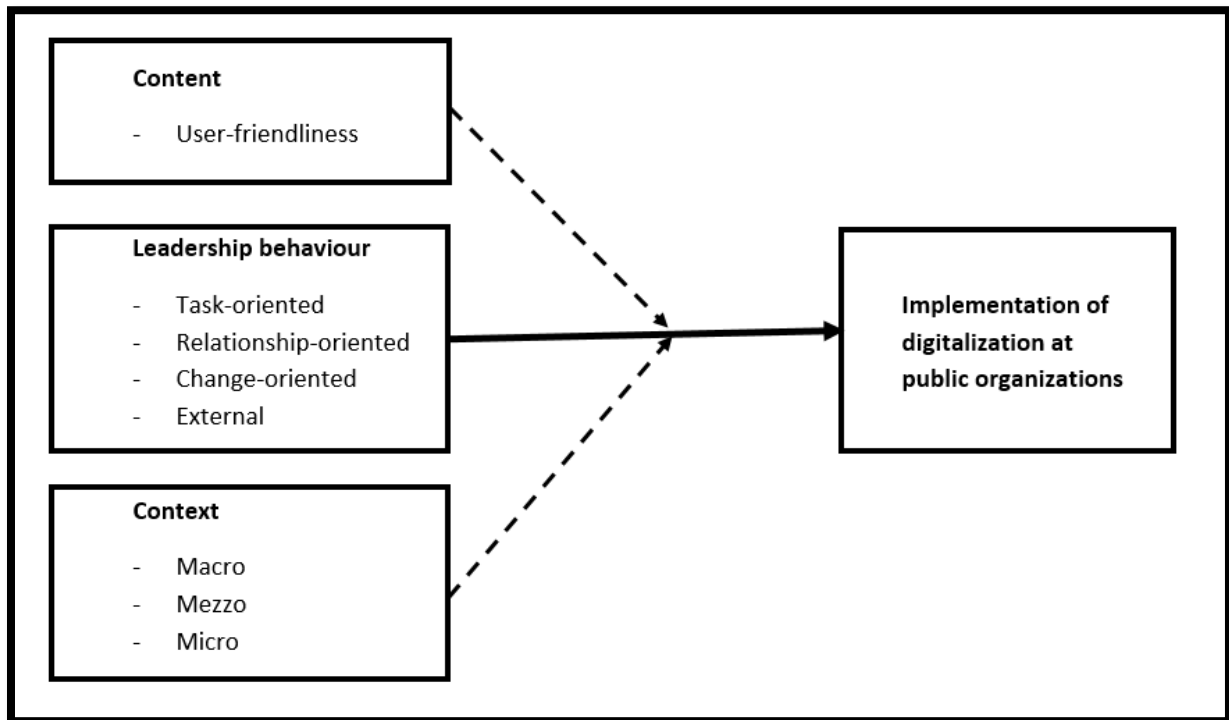 Content
- User-friendliness
Leadership behaviour
- Task-oriented
- Relationship-oriented
- Change-oriented
- External
Context
- Macro
- Mezzo
- Micro
Implementation of
digitalization at
public organizations